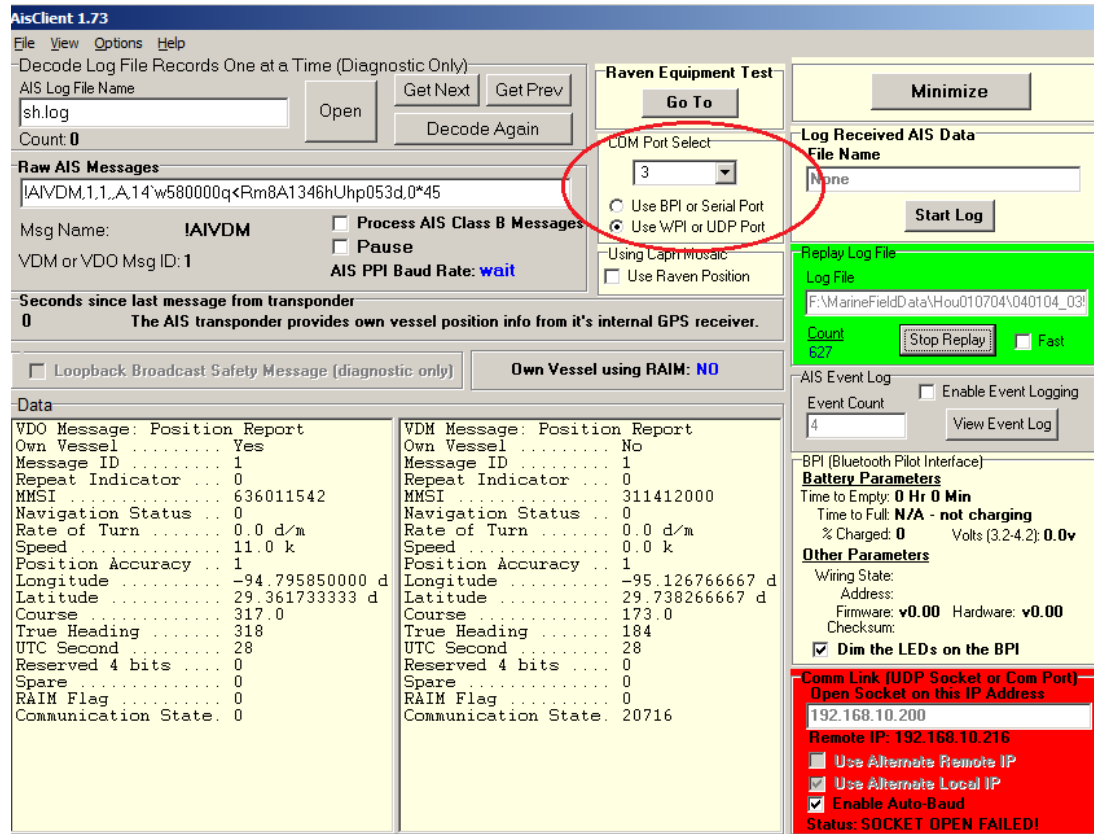 AisClient 1.73
File View Options Help
Decode Log File Records One at a Time (Diagnostic Only)
AIS Log File Name
sh.log
Count: 0
Open
Get Next
Get Prev
Decode Again
Raw AIS Messages
!AIVDM,1,1,,A,14`w580000q<Rm8A1346hUhp053d,0*45
Msg Name: !AIVDM
VDM or VDO Msg ID: 1
Process AIS Class B Messages
Pause
AIS PPI Baud Rate: wait
Seconds since last message from transponder
0 The AIS transponder provides own vessel position info from it's internal GPS receiver.
Loopback Broadcast Safety Message (diagnostic only)
Own Vessel using RAIM: NO
Raven Equipment Test
Go To
COM Port Select
3
Use BPI or Serial Port
Use WPI or UDP Port
Using Caph Mosaic
Use Raven Position
Data
VDO Message: Position Report
Own Vessel ......... Yes
Message ID ......... 1
Repeat Indicator ... 0
MMSI ............... 636011542
Navigation Status .. 0
Rate of Turn ....... 0.0 d/m
Speed .............. 11.0 k
Position Accuracy .. 1
Longitude .......... -94.795850000 d
Latitude ........... 29.361733333 d
Course ............. 317.0
True Heading ....... 318
UTC Second ......... 28
Reserved 4 bits .... 0
Spare .............. 0
RAIM Flag .......... 0
Communication State. 0
VDM Message: Position Report
Own Vessel ......... No
Message ID ......... 1
Repeat Indicator ... 0
MMSI ............... 311412000
Navigation Status .. 0
Rate of Turn ....... 0.0 d/m
Speed .............. 0.0 k
Position Accuracy .. 1
Longitude .......... -95.126766667 d
Latitude ........... 29.738266667 d
Course ............. 173.0
True Heading ....... 184
UTC Second ......... 28
Reserved 4 bits .... 0
Spare .............. 0
RAIM Flag .......... 0
Communication State. 20716
Minimize
Log Received AIS Data
File Name
None
Start Log
Replay Log File
Log File
F:\MarineFieldData\Hou010704\040104_03
Count
627
Stop Replay
Fast
AIS Event Log
Event Count
4
Enable Event Logging
View Event Log
BPI (Bluetooth Pilot Interface)
Battery Parameters
Time to Empty: 0 Hr 0 Min
Time to Full: N/A - not charging
% Charged: 0 Volts (3.2-4.2): 0.0v
Other Parameters
Wiring State:
Address:
Firmware: v0.00 Hardware: v0.00
Checksum:
Dim the LEDs on the BPI
Comm Link (UDP Socket or Com Port)
Open Socket on this IP Address
192.168.10.200
Remote IP: 192.168.10.216
Use Alternate Remote IP
Use Alternate Local IP
Enable Auto-Baud
Status: SOCKET OPEN FAILED!